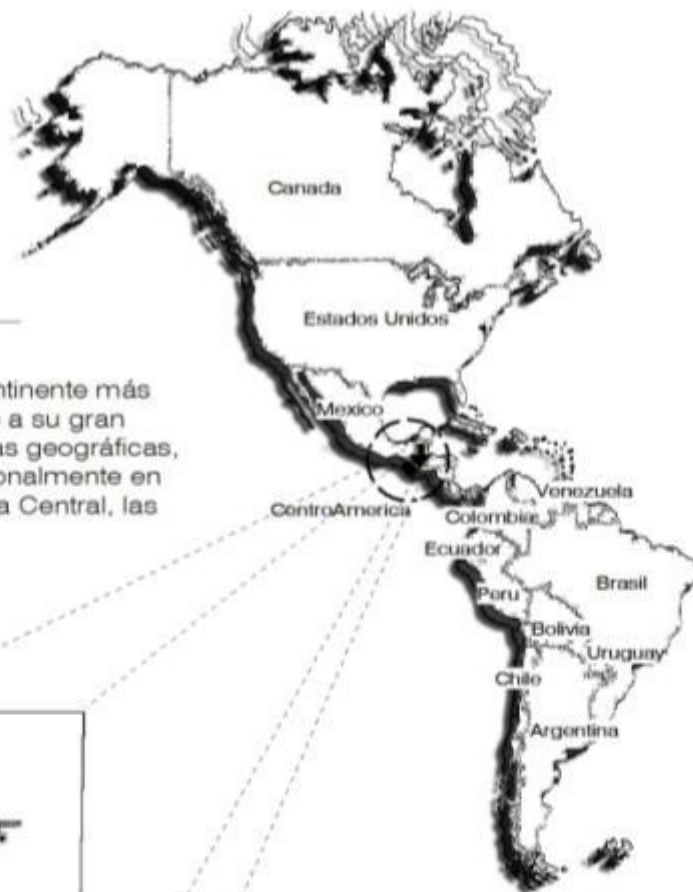 Canada
Estados Unidos
ntinente más
a su gran
as geográficas,
onalmente en
a Central, las
Mexico
CentroAmerica
Venezuela
Colombia
Ecuador
Peru
Brasil
Bolivia
Uruguay
Chile
Argentina